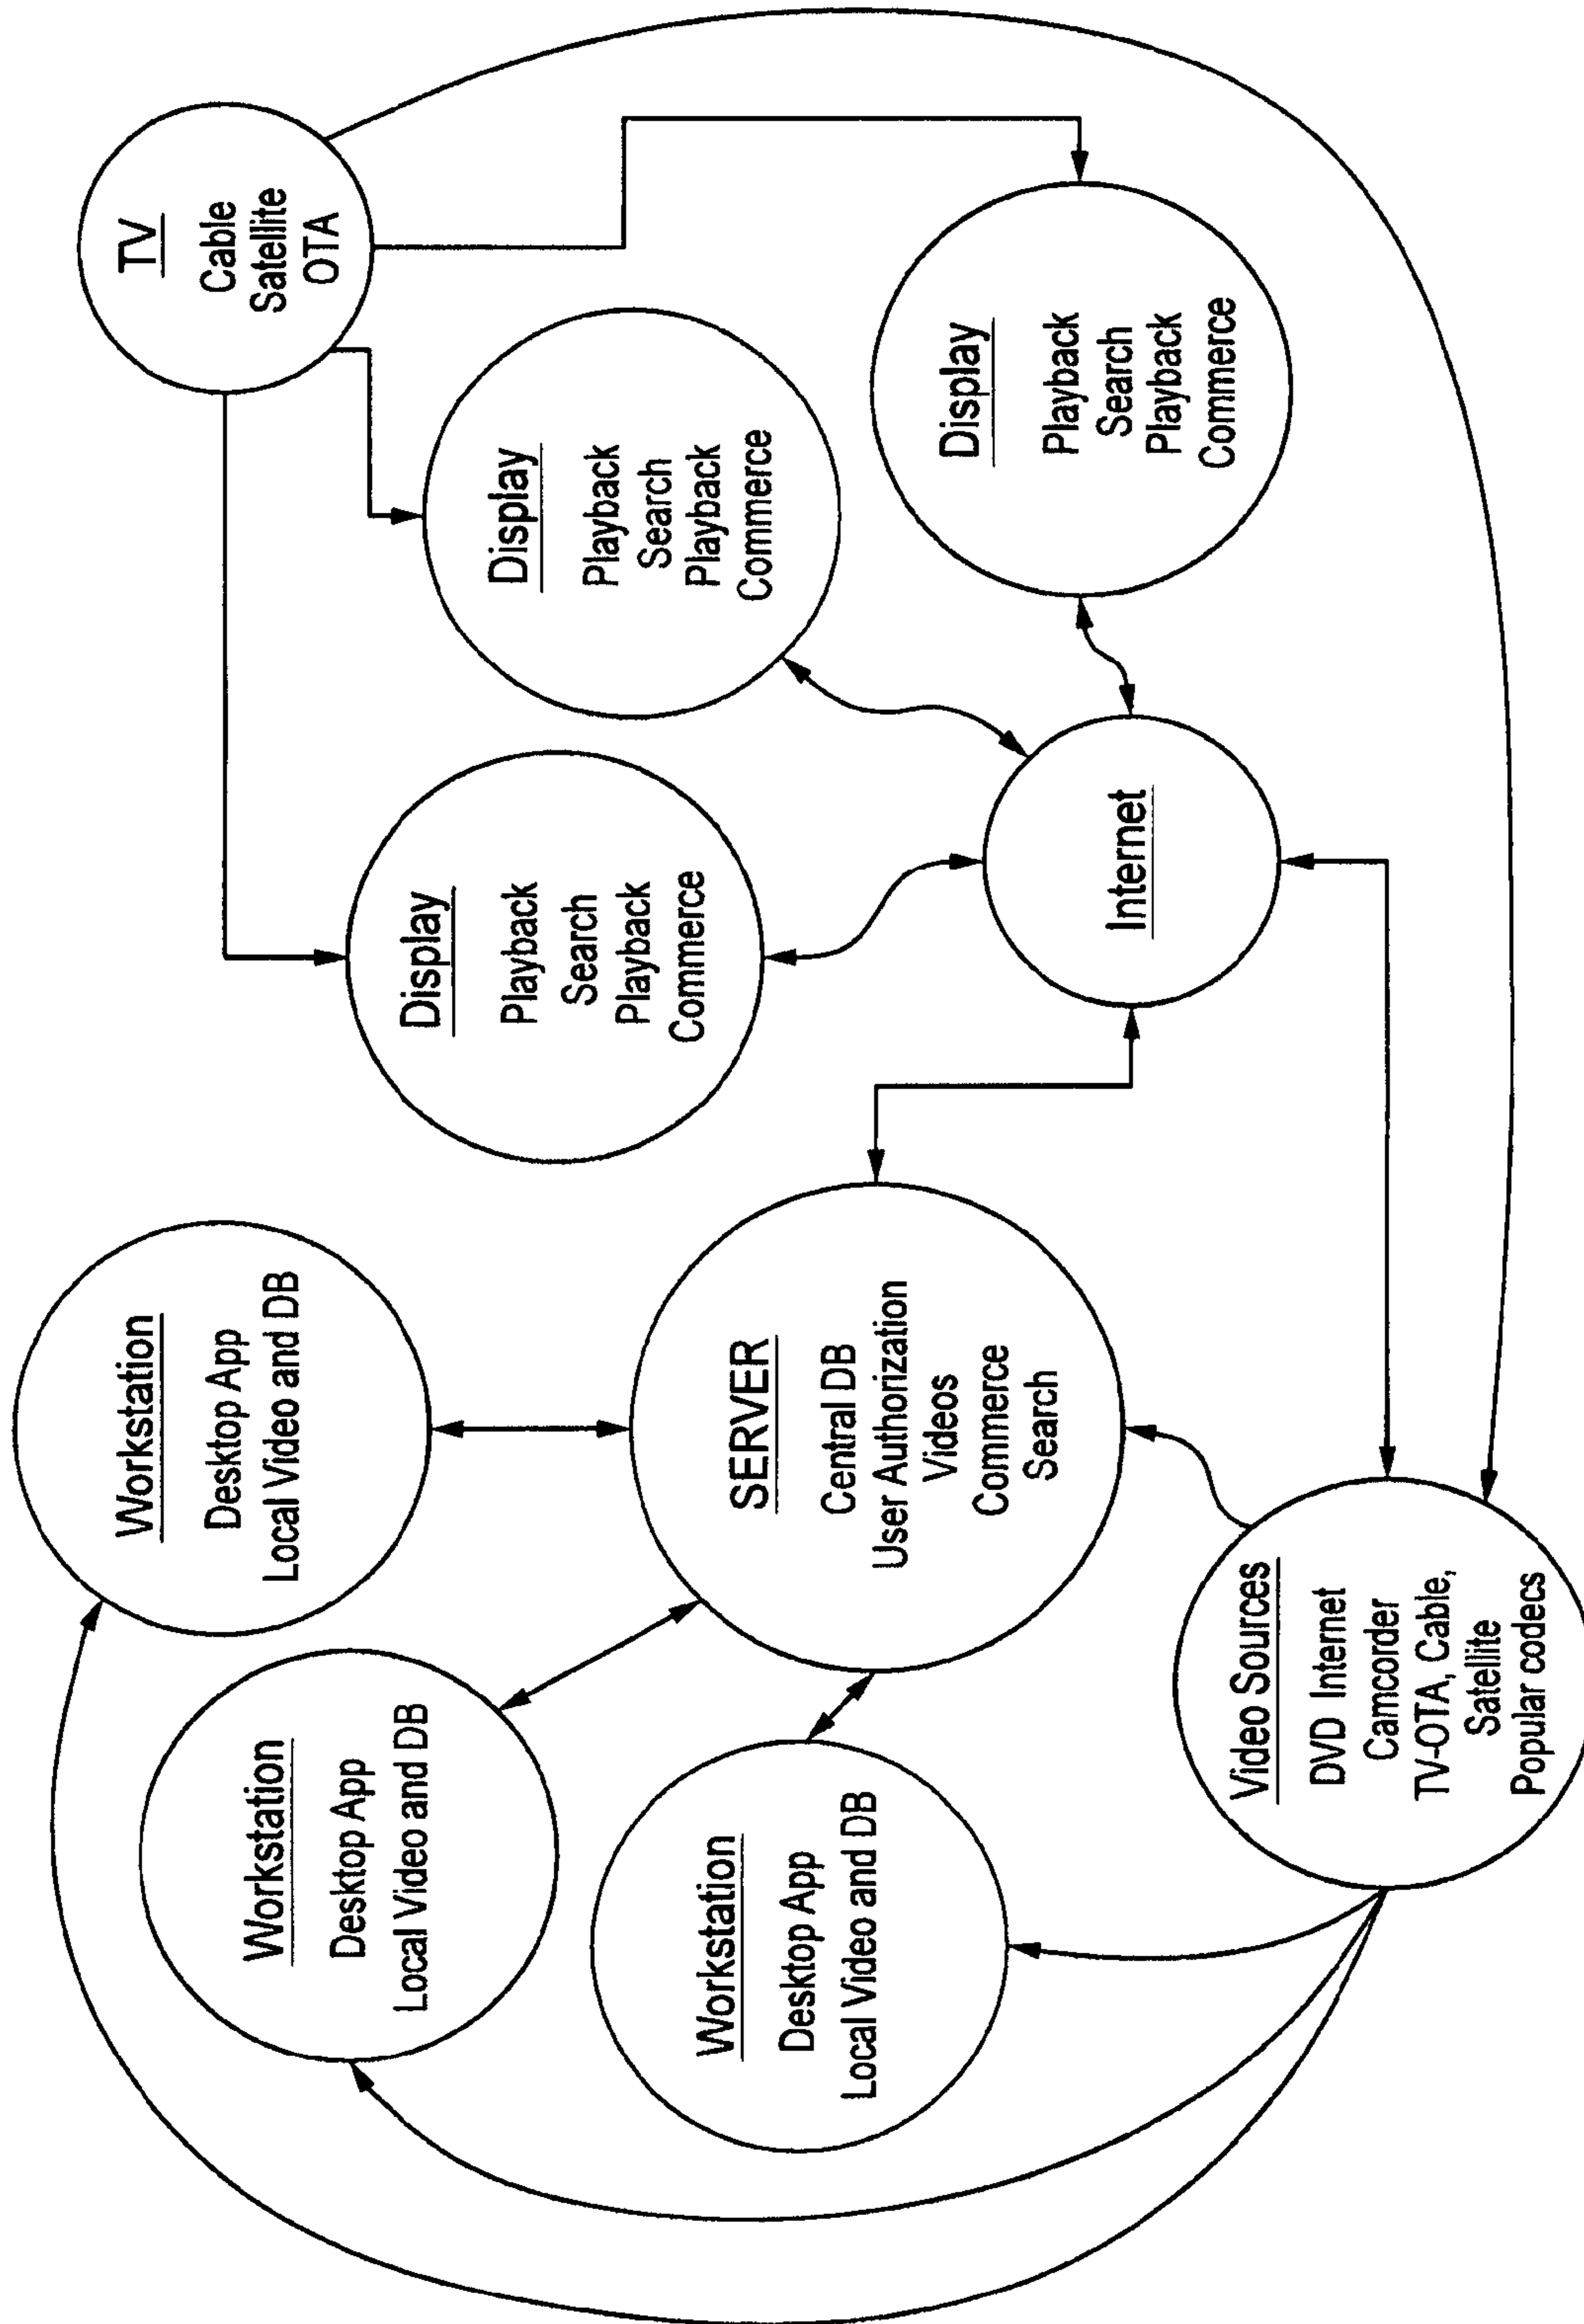 Workstation
Desktop App
Local Video and DB
Workstation
Desktop App
Local Video and DB
Workstation
Desktop App
Local Video and DB
SERVER
Central DB
User Authorization
Videos
Commerce
Search
Video Sources
DVD Internet
Camcorder
TV-OTA, Cable,
Satellite
Popular codecs
TV
Cable
Satellite
OTA
Display
Playback
Search
Playback
Commerce
Display
Playback
Search
Playback
Commerce
Display
Playback
Search
Playback
Commerce
Internet